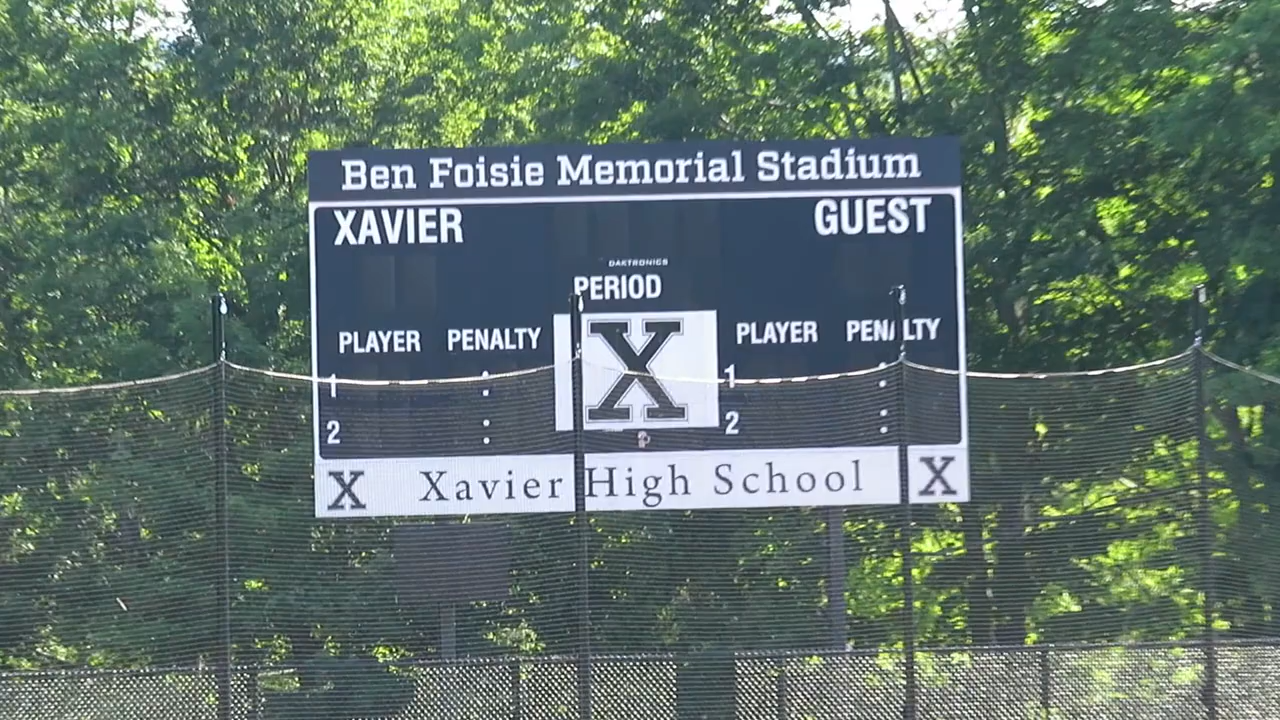 Ben Foisie Memorial Stadium
XAVIER GUEST
DAKTRONICS
PERIOD
PLAYER PENALTY X PLAYER PENALTY
1 : 1 :
2 : 2 :
X Xavier High School X